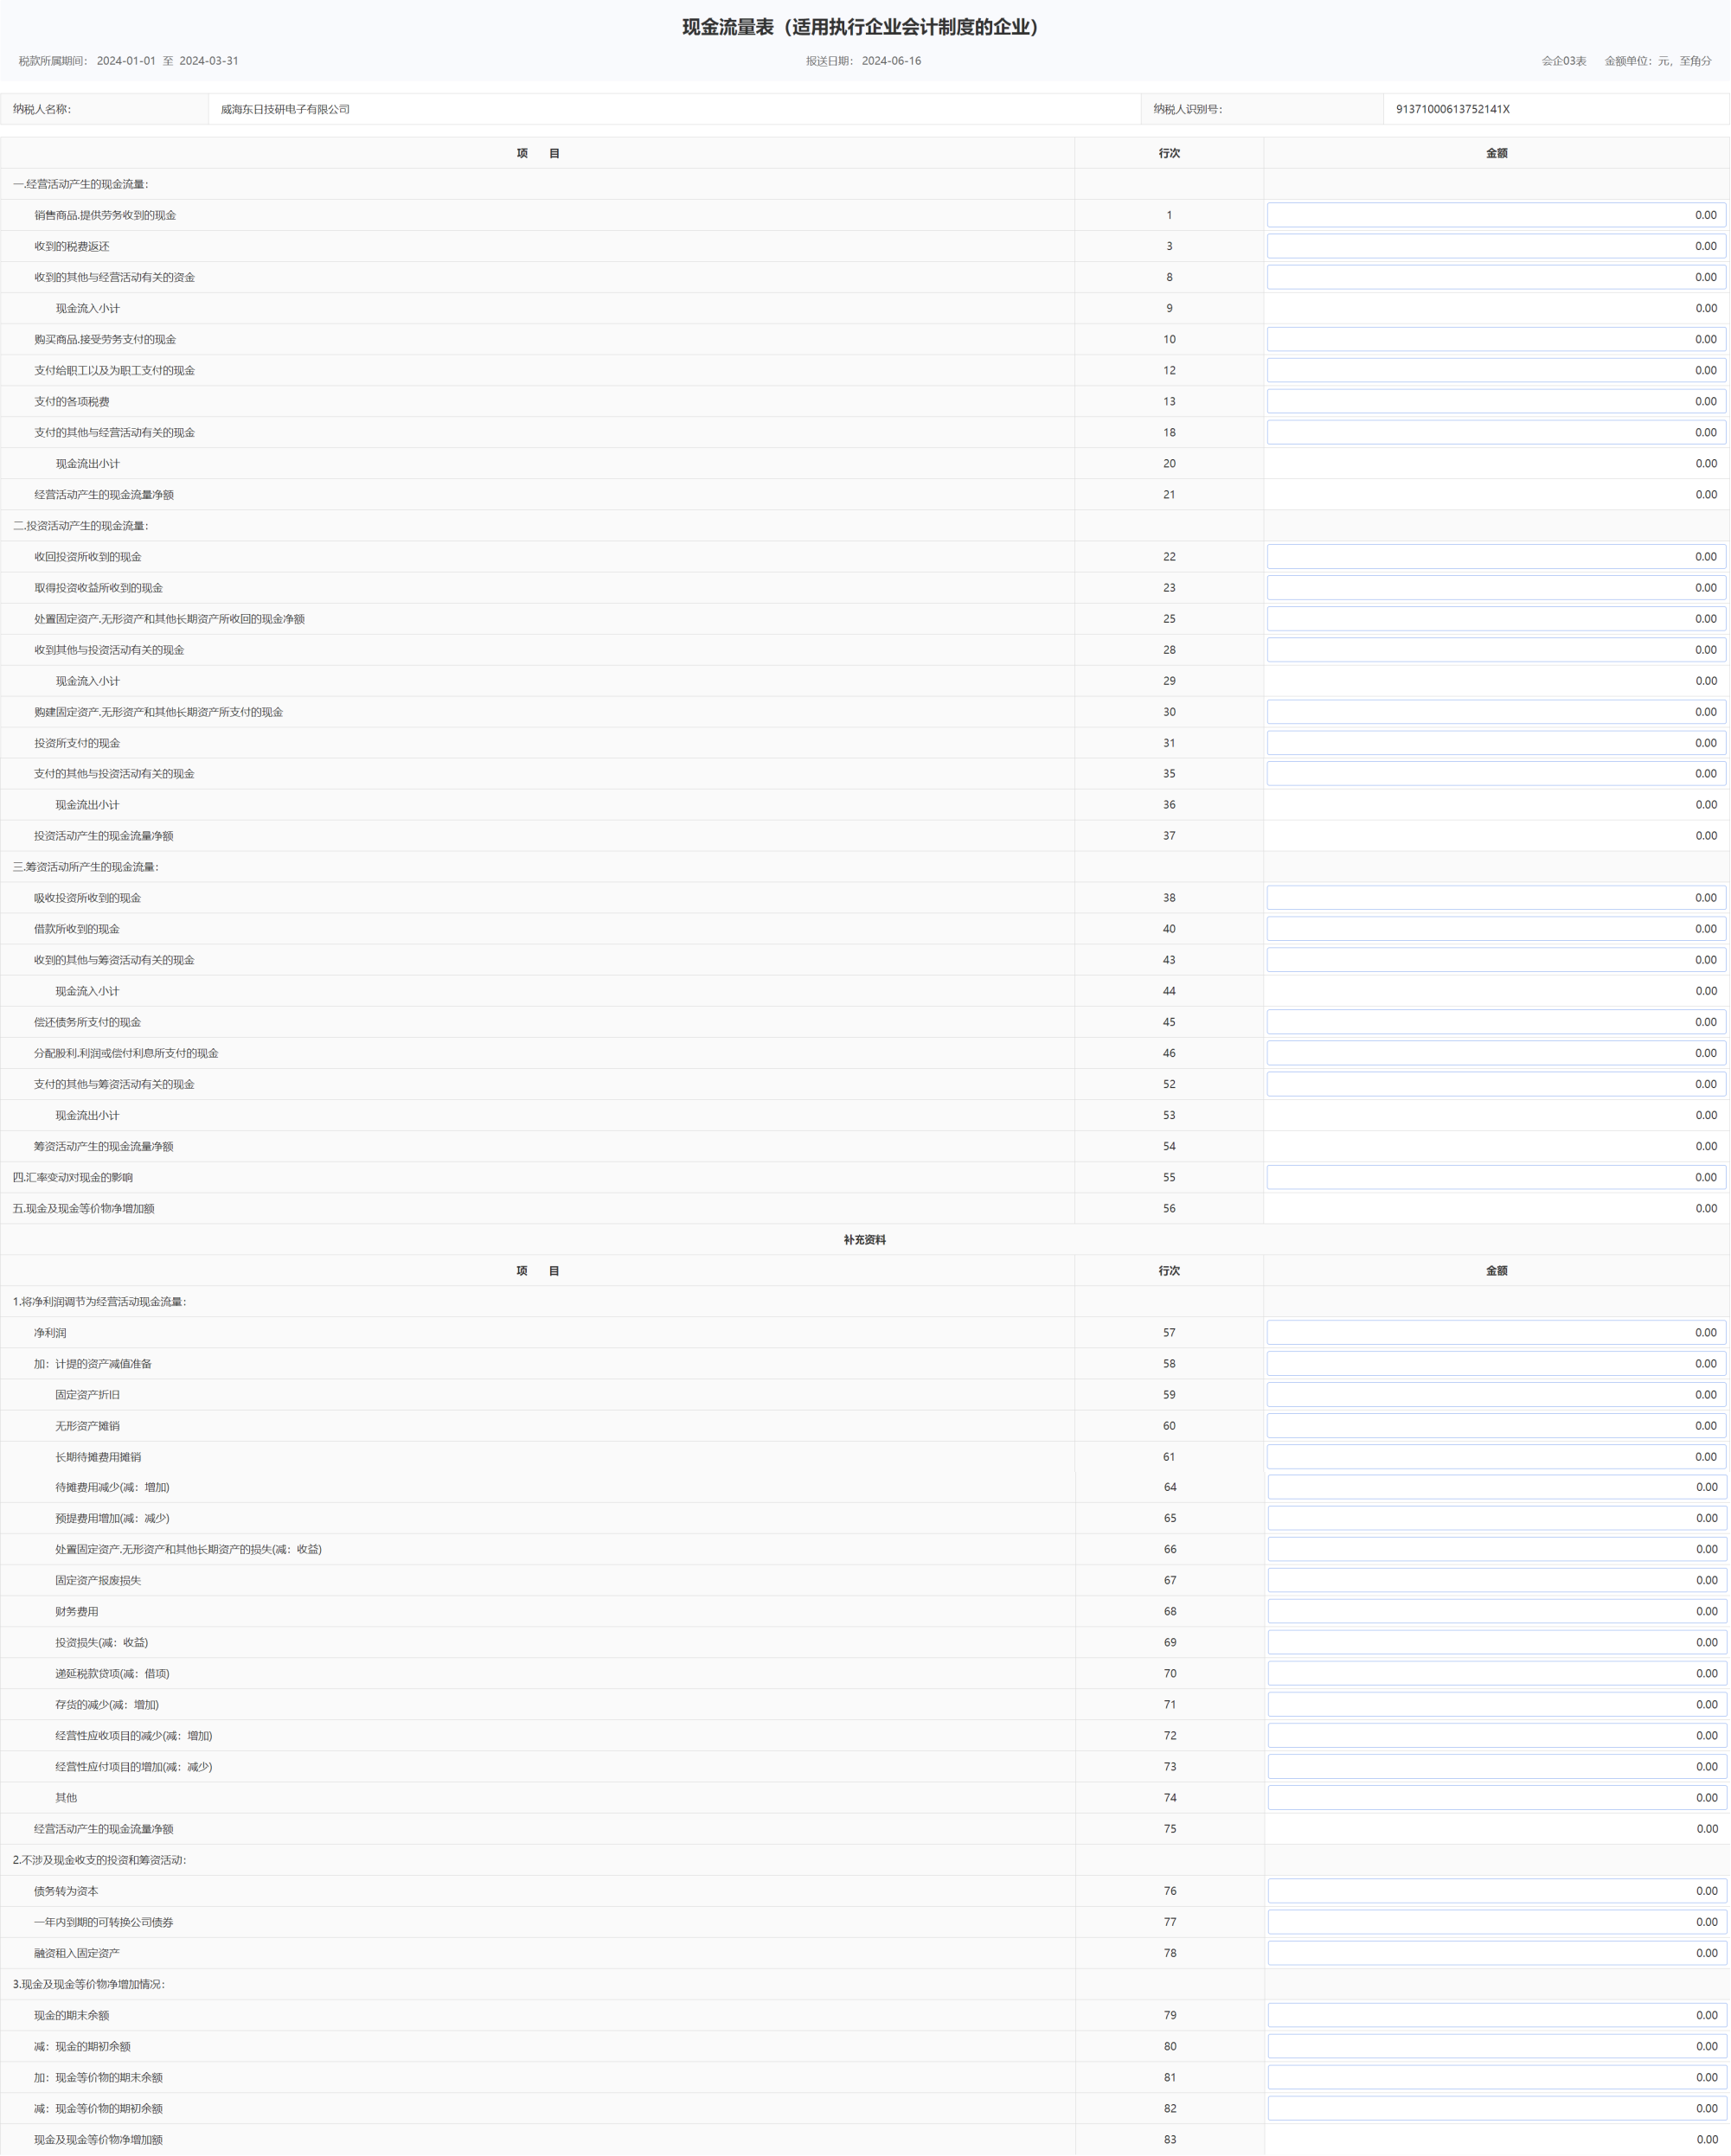 现金流量表（适用执行企业会计制度的企业）
税款所属期间： 2024-01-01 至 2024-03-31 报送日期： 2024-06-16 会企03表 金额单位：元，至角分
纳税人名称： 威海东日技研电子有限公司 纳税人识别号： 91371000613752141X
项 目 行次 金额
一.经营活动产生的现金流量：
销售商品.提供劳务收到的现金 1 0.00
收到的税费返还 3 0.00
收到的其他与经营活动有关的资金 8 0.00
现金流入小计 9 0.00
购买商品.接受劳务支付的现金 10 0.00
支付给职工以及为职工支付的现金 12 0.00
支付的各项税费 13 0.00
支付的其他与经营活动有关的现金 18 0.00
现金流出小计 20 0.00
经营活动产生的现金流量净额 21 0.00
二.投资活动产生的现金流量：
收回投资所收到的现金 22 0.00
取得投资收益所收到的现金 23 0.00
处置固定资产.无形资产和其他长期资产所收回的现金净额 25 0.00
收到其他与投资活动有关的现金 28 0.00
现金流入小计 29 0.00
购建固定资产.无形资产和其他长期资产所支付的现金 30 0.00
投资所支付的现金 31 0.00
支付的其他与投资活动有关的现金 35 0.00
现金流出小计 36 0.00
投资活动产生的现金流量净额 37 0.00
三.筹资活动所产生的现金流量：
吸收投资所收到的现金 38 0.00
借款所收到的现金 40 0.00
收到的其他与筹资活动有关的现金 43 0.00
现金流入小计 44 0.00
偿还债务所支付的现金 45 0.00
分配股利.利润或偿付利息所支付的现金 46 0.00
支付的其他与筹资活动有关的现金 52 0.00
现金流出小计 53 0.00
筹资活动产生的现金流量净额 54 0.00
四.汇率变动对现金的影响 55 0.00
五.现金及现金等价物净增加额 56 0.00
补充资料
项 目 行次 金额
1.将净利润调节为经营活动现金流量：
净利润 57 0.00
加：计提的资产减值准备 58 0.00
固定资产折旧 59 0.00
无形资产摊销 60 0.00
长期待摊费用摊销 61 0.00
待摊费用减少(减：增加) 64 0.00
预提费用增加(减：减少) 65 0.00
处置固定资产.无形资产和其他长期资产的损失(减：收益) 66 0.00
固定资产报废损失 67 0.00
财务费用 68 0.00
投资损失(减：收益) 69 0.00
递延税款贷项(减：借项) 70 0.00
存货的减少(减：增加) 71 0.00
经营性应收项目的减少(减：增加) 72 0.00
经营性应付项目的增加(减：减少) 73 0.00
其他 74 0.00
经营活动产生的现金流量净额 75 0.00
2.不涉及现金收支的投资和筹资活动：
债务转为资本 76 0.00
一年内到期的可转换公司债券 77 0.00
融资租入固定资产 78 0.00
3.现金及现金等价物净增加情况：
现金的期末余额 79 0.00
减：现金的期初余额 80 0.00
加：现金等价物的期末余额 81 0.00
减：现金等价物的期初余额 82 0.00
现金及现金等价物净增加额 83 0.00